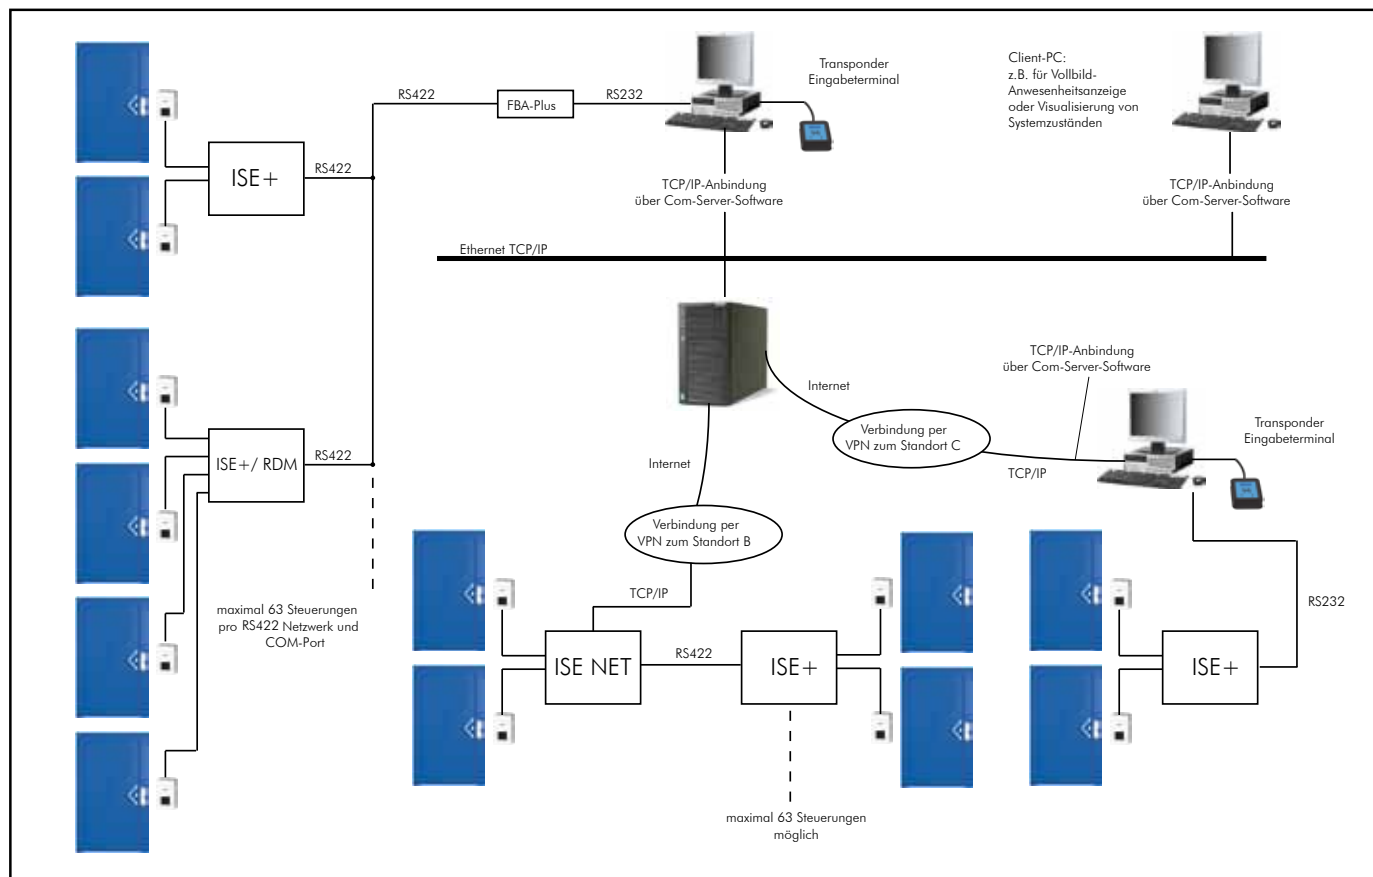 RS422
FBA-Plus
RS232
Transponder
Eingabeterminal
Client-PC:
z.B. für Vollbild-
Anwesenheitsanzeige
oder Visualisierung von
Systemzuständen
ISE+
RS422
TCP/IP-Anbindung
über Com-Server-Software
TCP/IP-Anbindung
über Com-Server-Software
Ethernet TCP/IP
ISE+/ RDM
RS422
maximal 63 Steuerungen
pro RS422 Netzwerk und
COM-Port
Internet
Verbindung per
VPN zum Standort C
TCP/IP-Anbindung
über Com-Server-Software
TCP/IP
Transponder
Eingabeterminal
Internet
Verbindung per
VPN zum Standort B
TCP/IP
ISE NET
RS422
ISE+
maximal 63 Steuerungen
möglich
RS232
ISE+